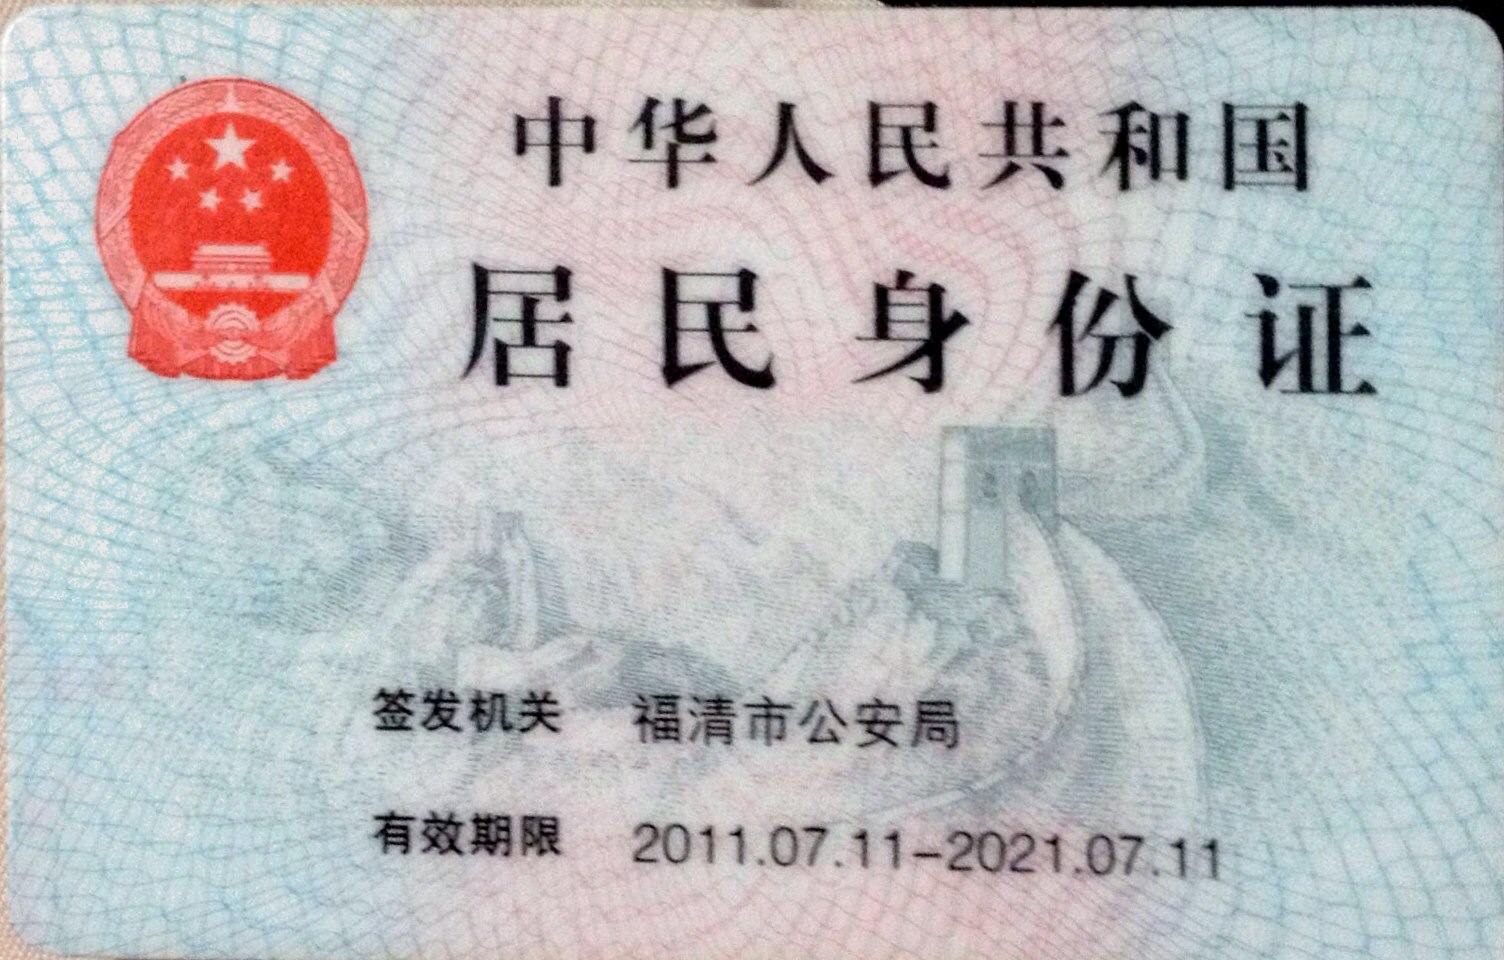 中华人民共和国
居民身份证
签发机关 福清市公安局
有效期限 2011.07.11-2021.07.11